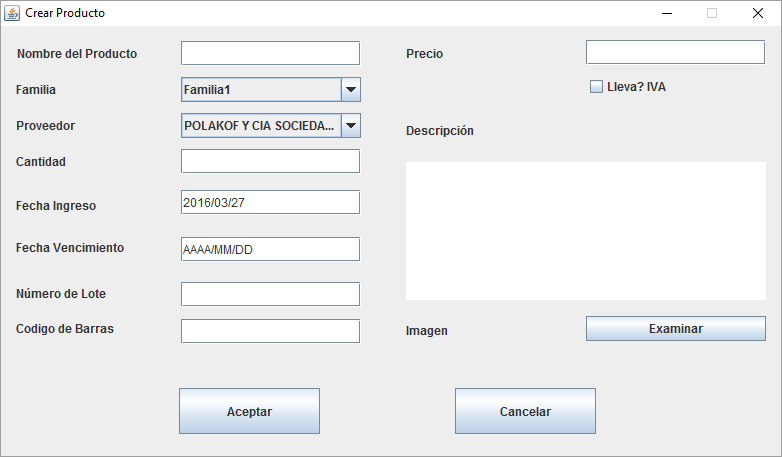 Crear Producto
Nombre del Producto
Familia
Familia1
Proveedor
POLAKOF Y CIA SOCIEDA...
Cantidad
Fecha Ingreso
2016/03/27
Fecha Vencimiento
AAAA/MM/DD
Número de Lote
Codigo de Barras
Precio
Lleva? IVA
Descripción
Imagen
Examinar
Aceptar
Cancelar